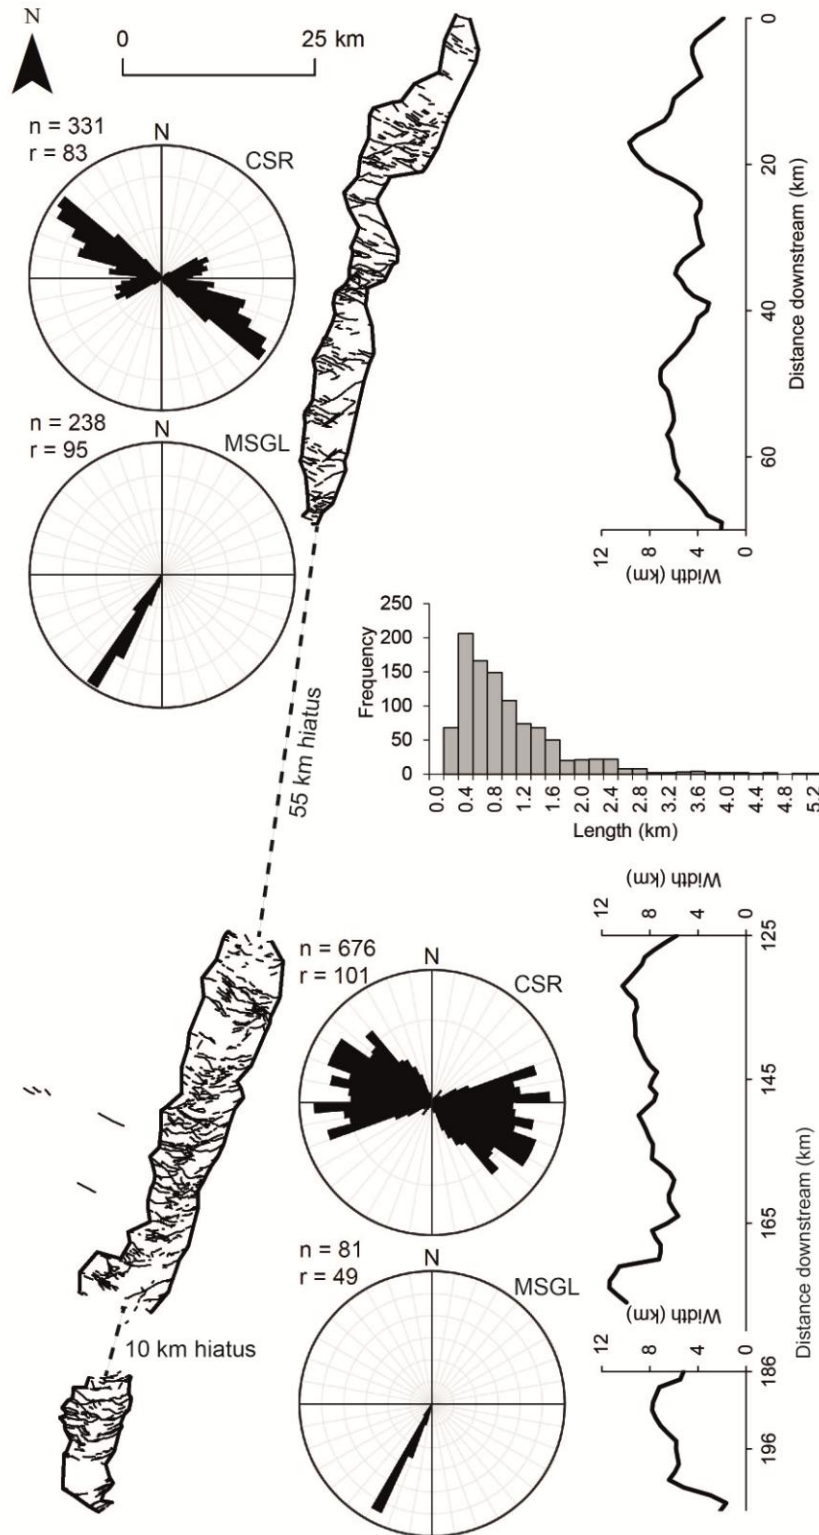 N
0 25 km
n = 331
r = 83
N
CSR
n = 238
r = 95
N
MSGL
0
20
40
60
Distance downstream (km)
12 8 4 0
Width (km)
55 km hiatus
250
200
150
100
50
0
Frequency
0.0 0.4 0.8 1.2 1.6 2.0 2.4 2.8 3.2 3.6 4.0 4.4 4.8 5.2
Length (km)
Width (km)
12 8 4 0
125
145
165
Distance downstream (km)
n = 676
r = 101
N
CSR
n = 81
r = 49
N
MSGL
10 km hiatus
Width (km)
12 8 4 0
186
196